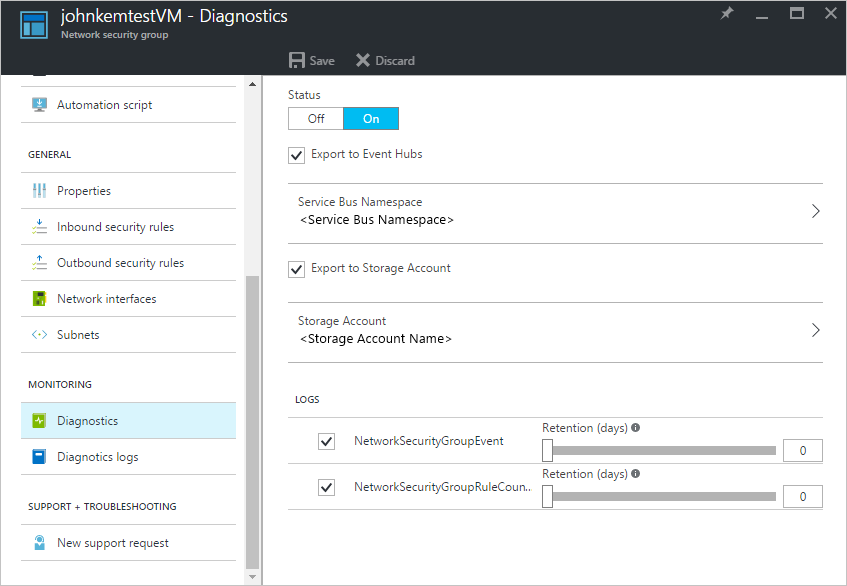 johnkemtestVM - Diagnostics
Network security group
Save
Discard
Automation script
GENERAL
Properties
Inbound security rules
Outbound security rules
Network interfaces
Subnets
MONITORING
Diagnostics
Diagnotics logs
SUPPORT + TROUBLESHOOTING
New support request
Status
Off
On
Export to Event Hubs
Service Bus Namespace
<Service Bus Namespace>
Export to Storage Account
Storage Account
<Storage Account Name>
LOGS
NetworkSecurityGroupEvent
Retention (days)
0
NetworkSecurityGroupRuleCoun..
Retention (days)
0